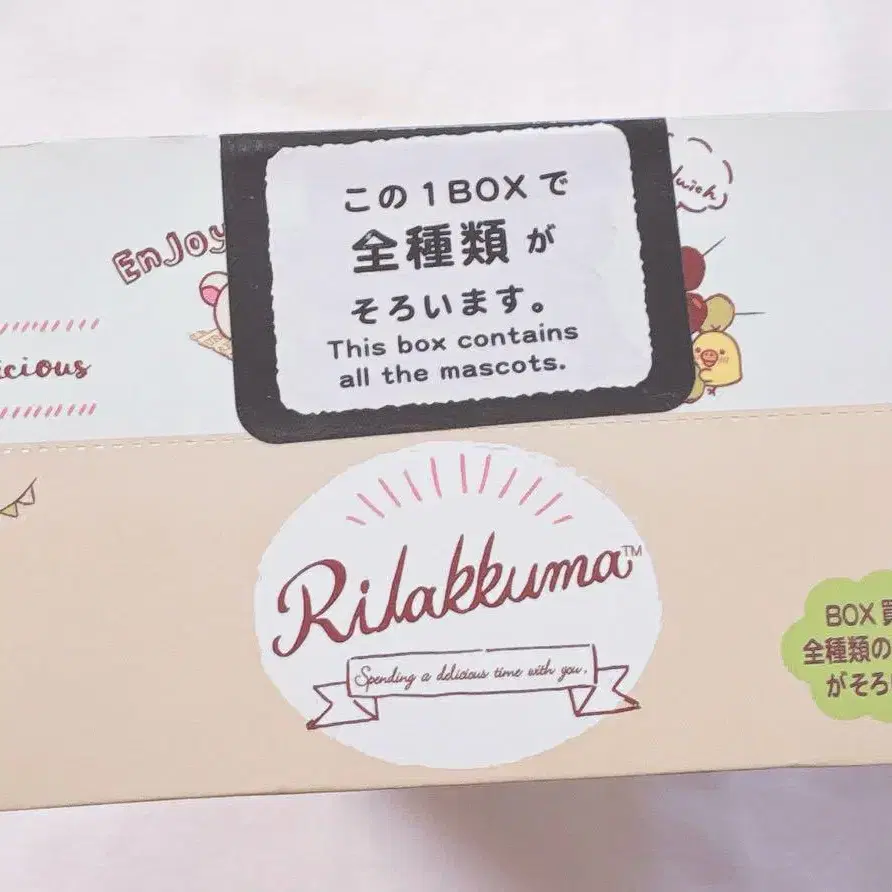 EnJoy
この1BOXで
全種類が
そろいます。
This box contains
all the mascots.
Rilakkuma™
Spending a delicious time with you.
BOX 買
全種類の
がそろ